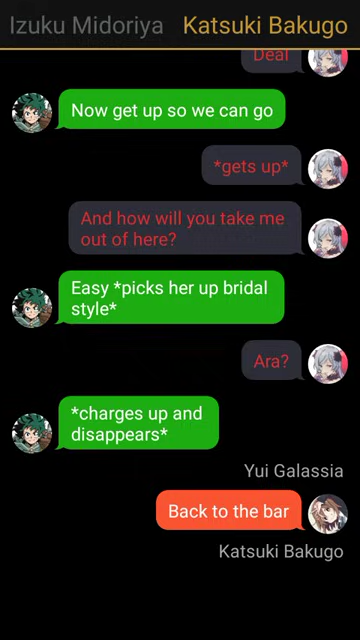 Izuku Midoriya Katsuki Bakugo
Deal
Now get up so we can go
*gets up*
And how will you take me
out of here?
Easy *picks her up bridal
style*
Ara?
*charges up and
disappears*
Yui Galassia
Back to the bar
Katsuki Bakugo